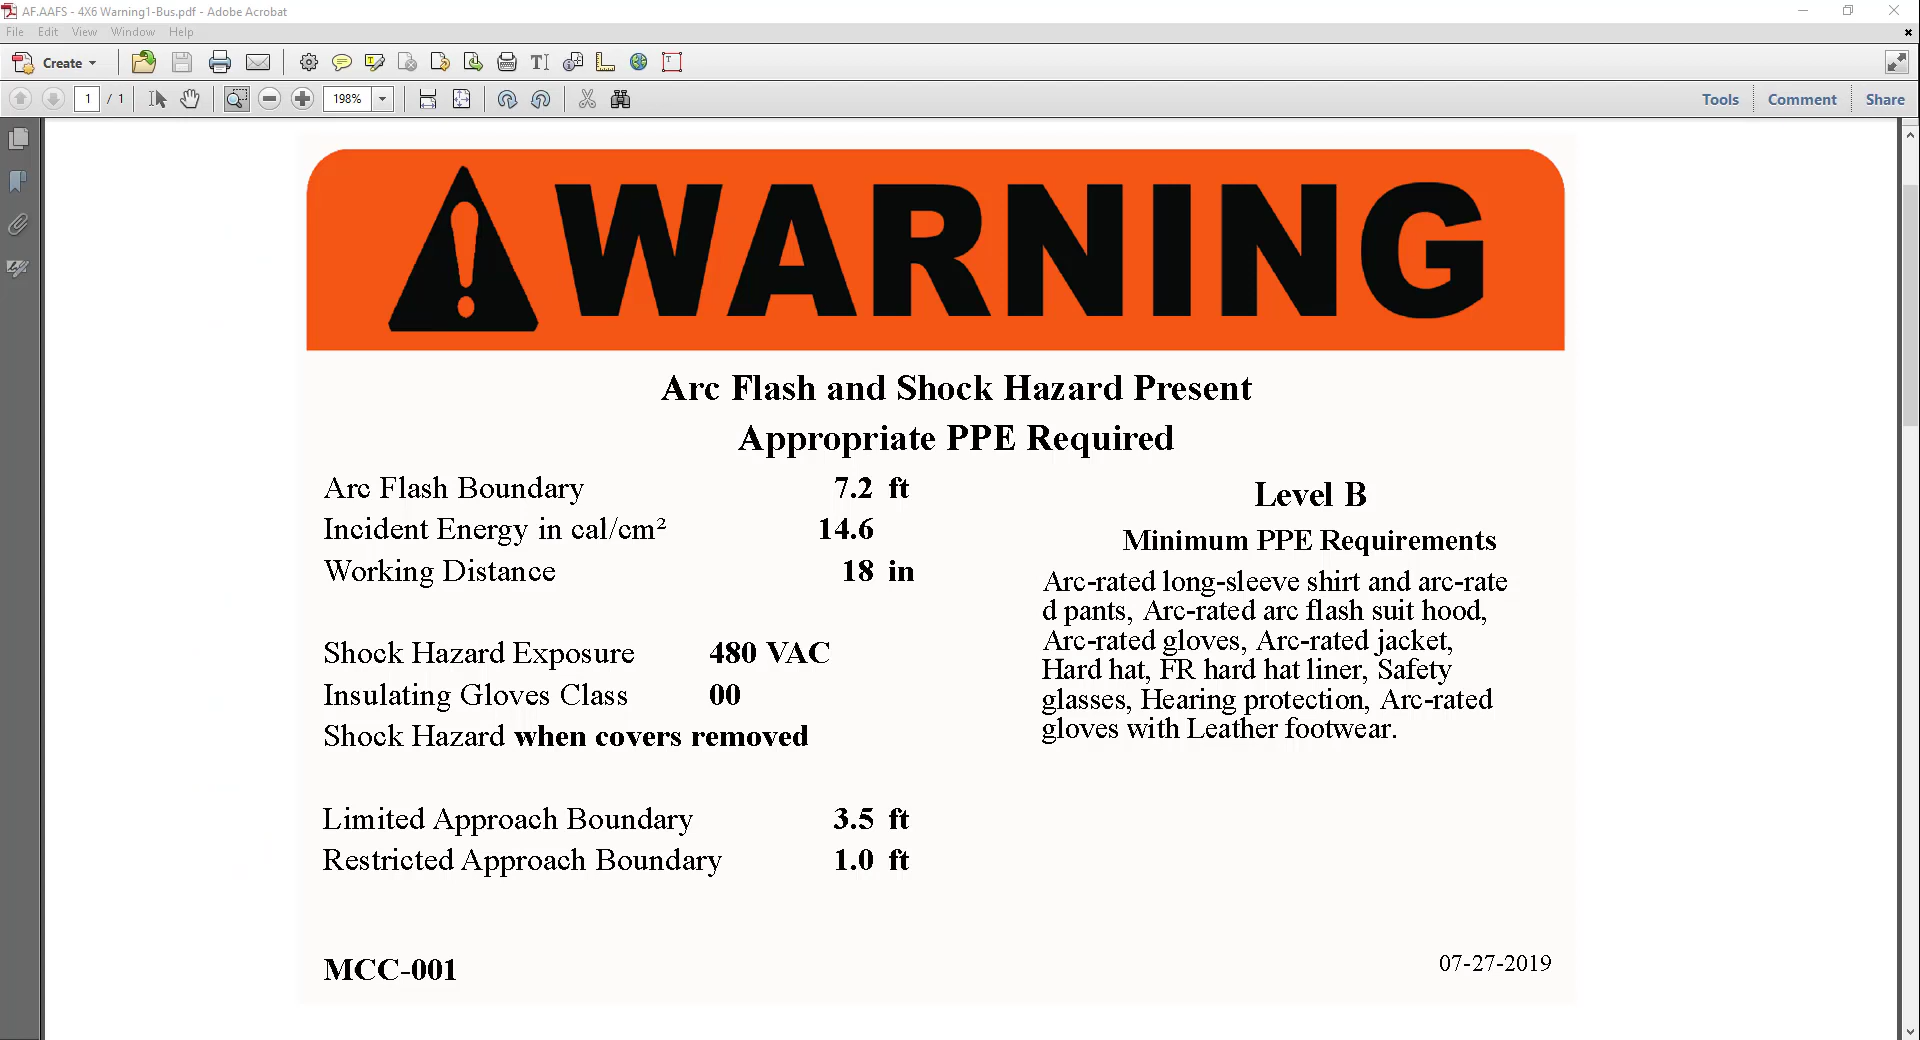 AF.AAFS - 4X6 Warning1-Bus.pdf - Adobe Acrobat
File Edit View Window Help
Create
1 / 1 198% Tools Comment Share
WARNING
Arc Flash and Shock Hazard Present
Appropriate PPE Required
Arc Flash Boundary 7.2 ft
Incident Energy in cal/cm² 14.6
Working Distance 18 in
Shock Hazard Exposure 480 VAC
Insulating Gloves Class 00
Shock Hazard when covers removed
Limited Approach Boundary 3.5 ft
Restricted Approach Boundary 1.0 ft
MCC-001
Level B
Minimum PPE Requirements
Arc-rated long-sleeve shirt and arc-rate
d pants, Arc-rated arc flash suit hood,
Arc-rated gloves, Arc-rated jacket,
Hard hat, FR hard hat liner, Safety
glasses, Hearing protection, Arc-rated
gloves with Leather footwear.
07-27-2019